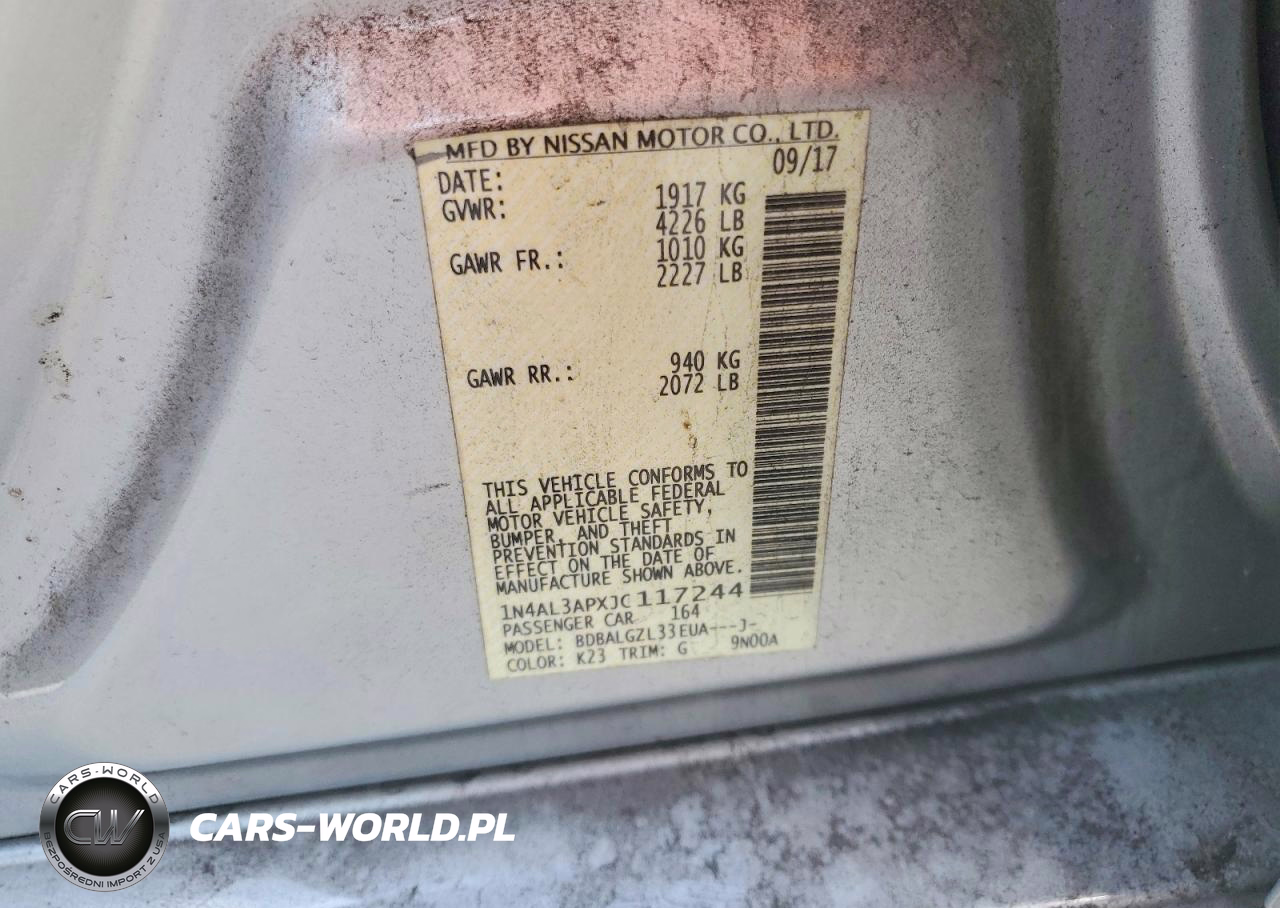 MFD BY NISSAN MOTOR CO., LTD.
DATE: 09/17
GVWR: 1917 KG
4226 LB
GAWR FR.: 1010 KG
2227 LB
GAWR RR.: 940 KG
2072 LB
THIS VEHICLE CONFORMS TO
ALL APPLICABLE FEDERAL
MOTOR VEHICLE SAFETY,
BUMPER, AND THEFT
PREVENTION STANDARDS IN
EFFECT ON THE DATE OF
MANUFACTURE SHOWN ABOVE.
1N4AL3APXJC117244
PASSENGER CAR 164
MODEL: BDBALGZL33EUA---J-
COLOR: K23 TRIM: G 9N00A
CARS-WORLD
CW
BEZPOŚREDNI IMPORT Z USA
CARS-WORLD.PL